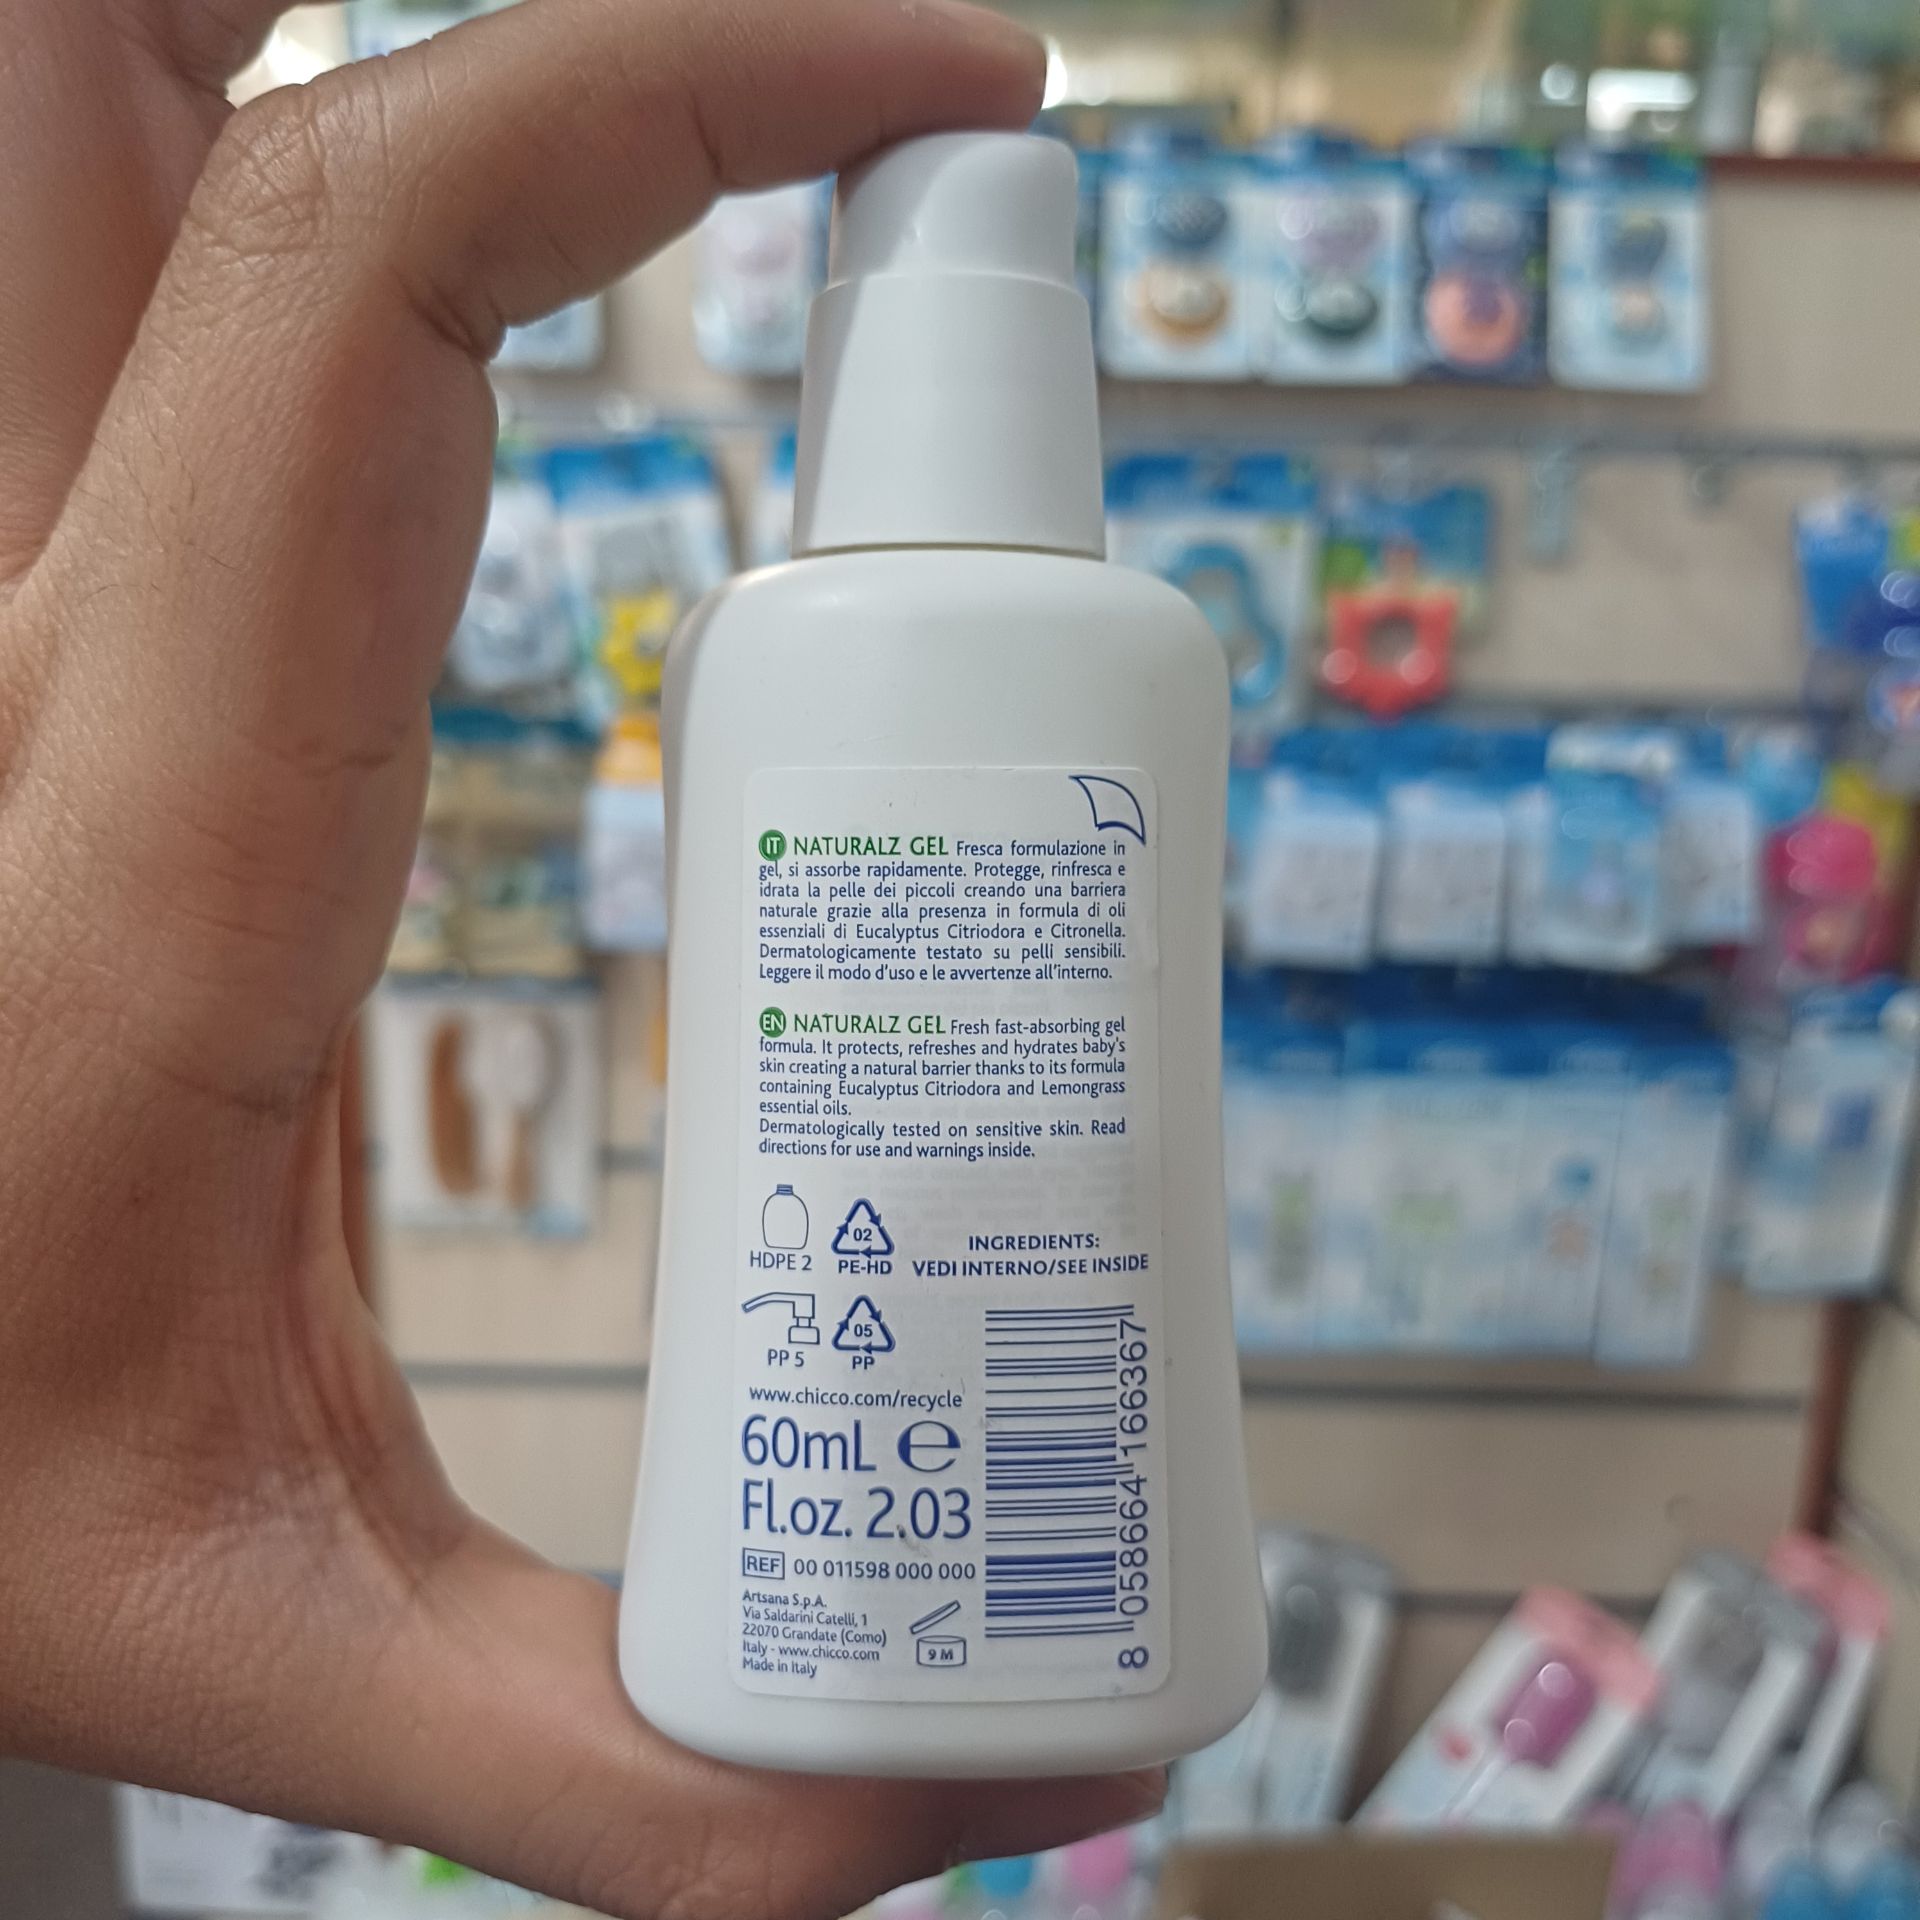 IT NATURALZ GEL Fresca formulazione in
gel, si assorbe rapidamente. Protegge, rinfresca e
idrata la pelle dei piccoli creando una barriera
naturale grazie alla presenza in formula di oli
essenziali di Eucalyptus Citriodora e Citronella.
Dermatologicamente testato su pelli sensibili.
Leggere il modo d'uso e le avvertenze all'interno.
EN NATURALZ GEL Fresh fast-absorbing gel
formula. It protects, refreshes and hydrates baby's
skin creating a natural barrier thanks to its formula
containing Eucalyptus Citriodora and Lemongrass
essential oils.
Dermatologically tested on sensitive skin. Read
directions for use and warnings inside.
HDPE 2
02
PE-HD
INGREDIENTS:
VEDI INTERNO/SEE INSIDE
PP 5
05
PP
www.chicco.com/recycle
60mL e
Fl.oz. 2.03
REF 00 011598 000 000
Artsana S.p.A.
Via Saldarini Catelli, 1
22070 Grandate (Como)
Italy - www.chicco.com
Made in Italy
9 M
8 058664 166367